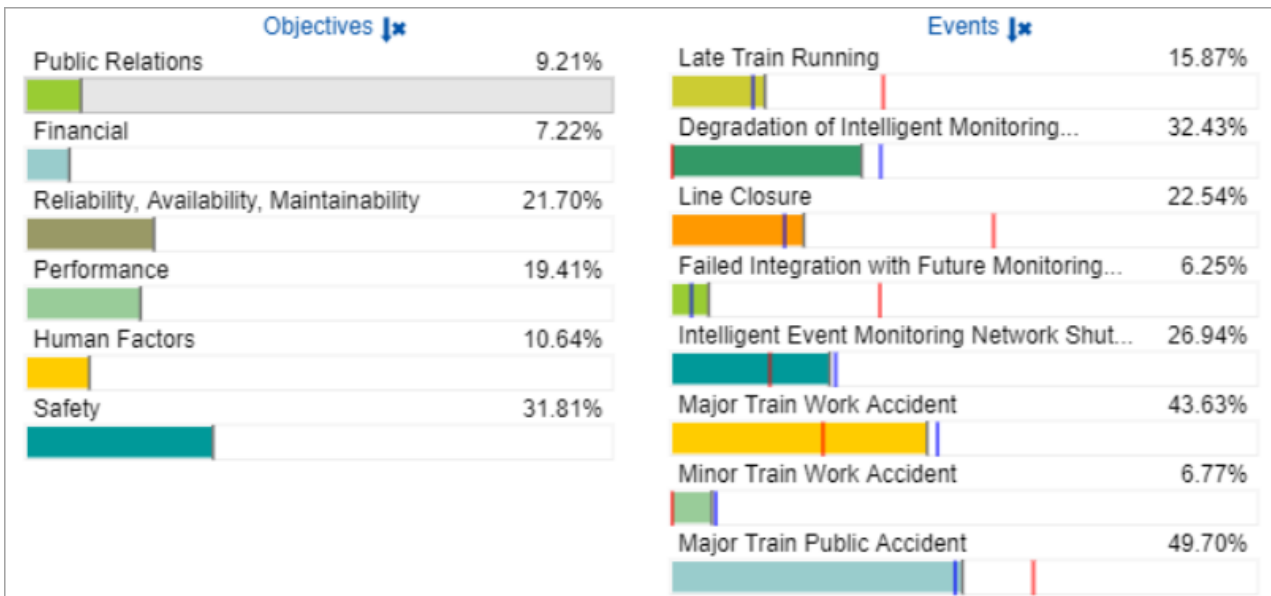 Objectives
Public Relations 9.21%
Financial 7.22%
Reliability, Availability, Maintainability 21.70%
Performance 19.41%
Human Factors 10.64%
Safety 31.81%
Events
Late Train Running 15.87%
Degradation of Intelligent Monitoring... 32.43%
Line Closure 22.54%
Failed Integration with Future Monitoring... 6.25%
Intelligent Event Monitoring Network Shut... 26.94%
Major Train Work Accident 43.63%
Minor Train Work Accident 6.77%
Major Train Public Accident 49.70%